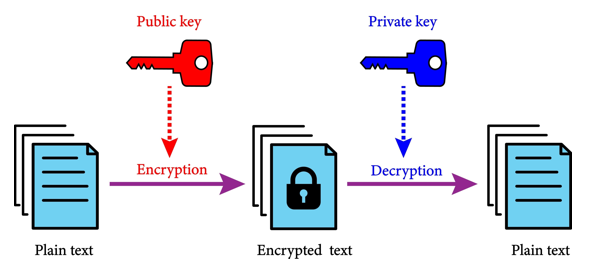 Public key
Private key
Encryption
Decryption
Plain text
Encrypted text
Plain text